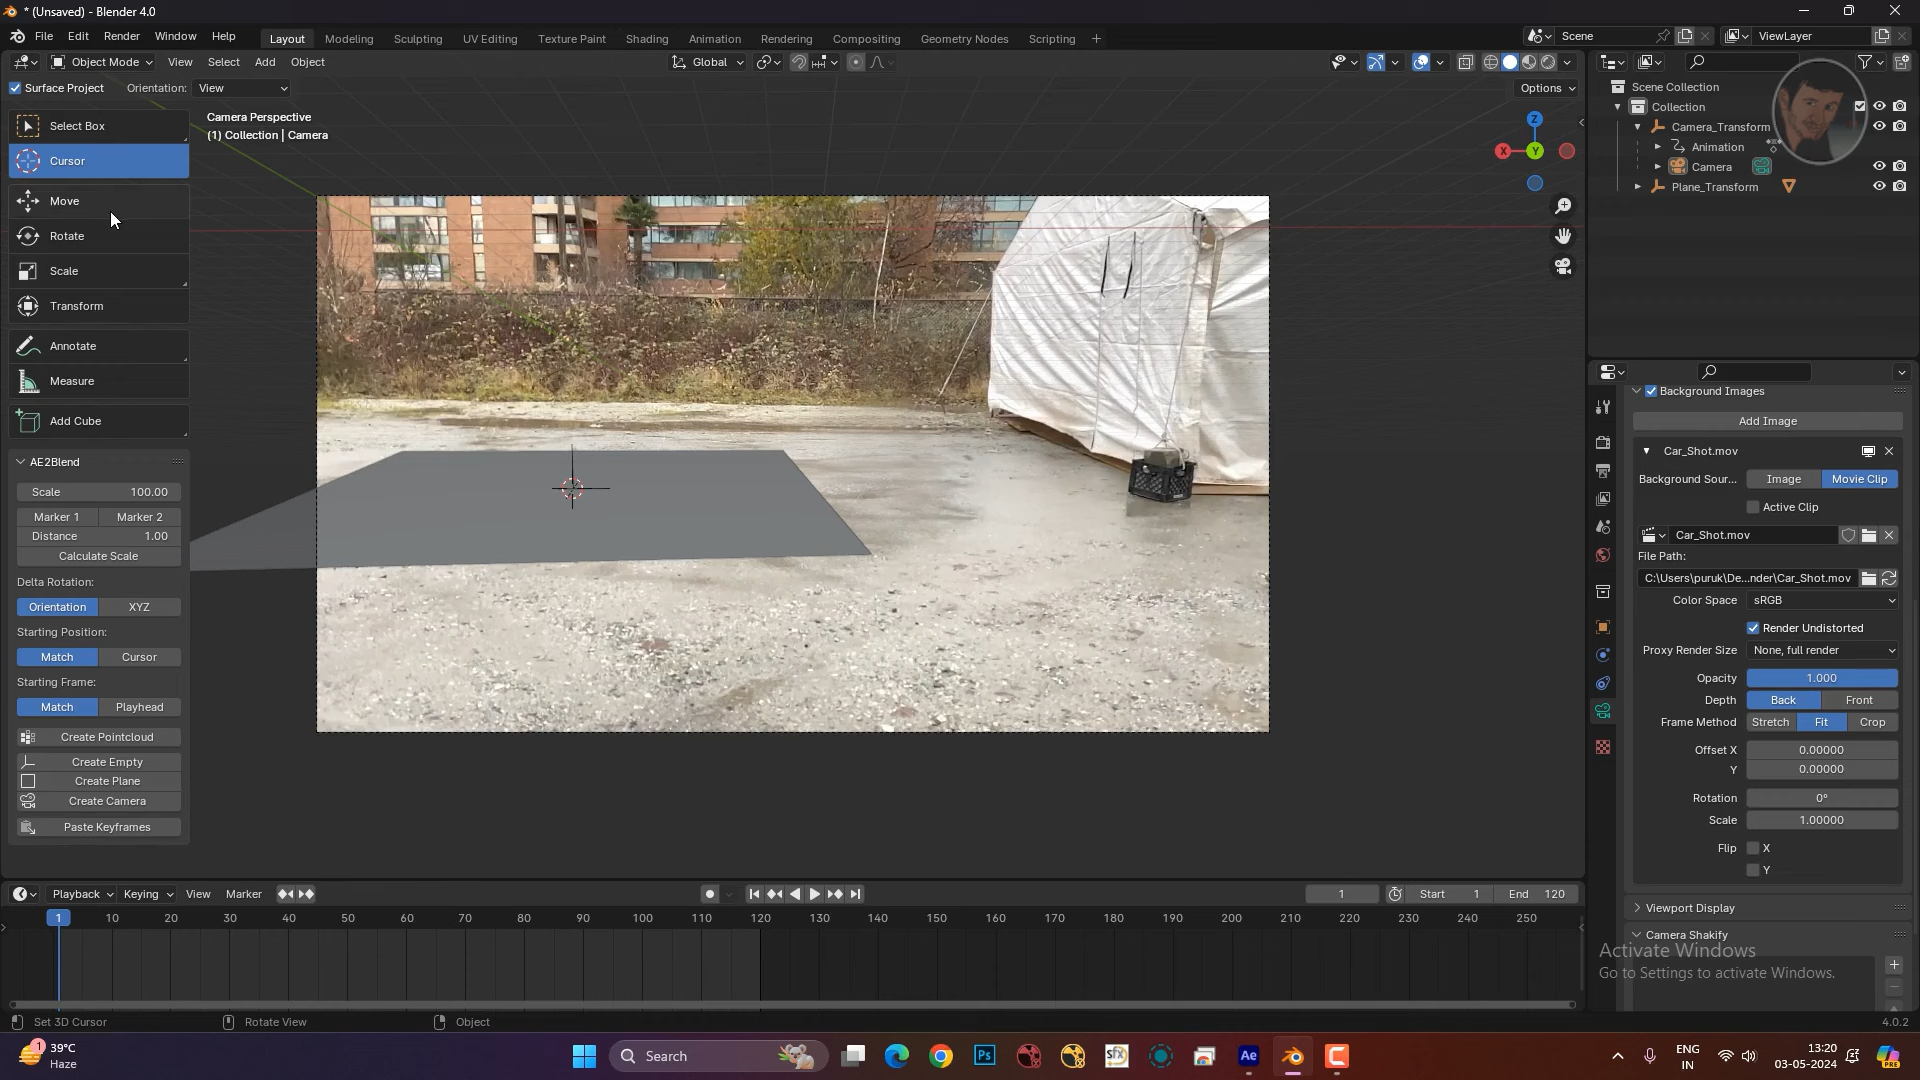 * (Unsaved) - Blender 4.0
File Edit Render Window Help
Layout Modeling Sculpting UV Editing Texture Paint Shading Animation Rendering Compositing Geometry Nodes Scripting +
Scene
ViewLayer
Object Mode View Select Add Object
Global
Surface Project Orientation: View
Options
Select Box
Cursor
Move
Rotate
Scale
Transform
Annotate
Measure
Add Cube
Camera Perspective
(1) Collection | Camera
Z
X
Y
AE2Blend
Scale 100.00
Marker 1 Marker 2
Distance 1.00
Calculate Scale
Delta Rotation:
Orientation XYZ
Starting Position:
Match Cursor
Starting Frame:
Match Playhead
Create Pointcloud
Create Empty
Create Plane
Create Camera
Paste Keyframes
Scene Collection
Collection
Camera_Transform
Animation
Camera
Plane_Transform
Background Images
Add Image
Car_Shot.mov
Background Sour... Image Movie Clip
Active Clip
Car_Shot.mov
File Path:
C:\Users\puruk\De...nder\Car_Shot.mov
Color Space sRGB
Render Undistorted
Proxy Render Size None, full render
Opacity 1.000
Depth Back Front
Frame Method Stretch Fit Crop
Offset X 0.00000
Y 0.00000
Rotation 0°
Scale 1.00000
Flip X
Y
Viewport Display
Camera Shakify
Activate Windows
Go to Settings to activate Windows.
Playback Keying View Marker
1 Start 1 End 120
1 10 20 30 40 50 60 70 80 90 100 110 120 130 140 150 160 170 180 190 200 210 220 230 240 250
Set 3D Cursor Rotate View Object
4.0.2
1
39°C
Haze
Search
Ps
sfx
Ae
ENG
IN
13:20
03-05-2024
PRE